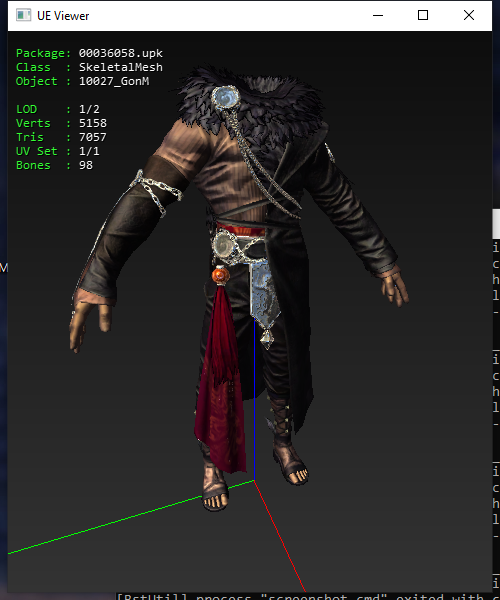 UE Viewer
Package: 00036058.upk
Class  : SkeletalMesh
Object : 10027_GonM
LOD    : 1/2
Verts  : 5158
Tris   : 7057
UV Set : 1/1
Bones  : 98
M
i
c
h
l
-
i
c
h
l
-
i
c
h
l
-
i
[RstUtil] process "screenshot.cmd" exited with c